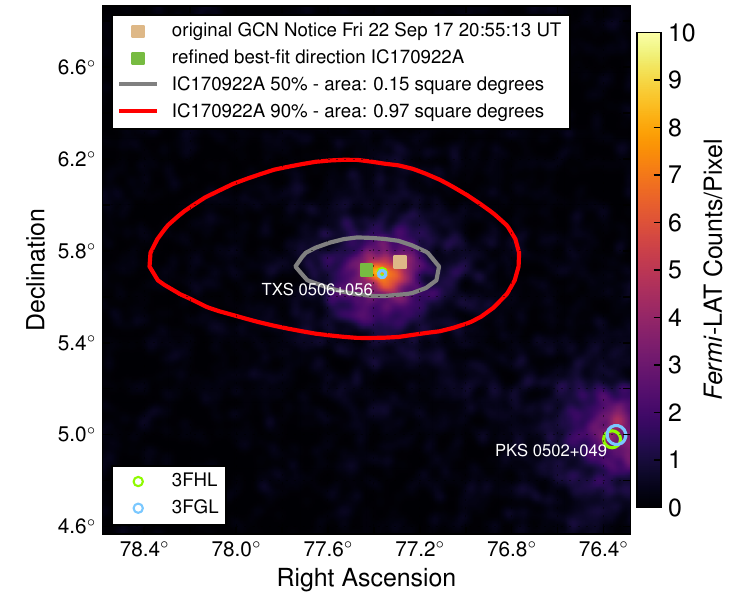 original GCN Notice Fri 22 Sep 17 20:55:13 UT
refined best-fit direction IC170922A
IC170922A 50% - area: 0.15 square degrees
IC170922A 90% - area: 0.97 square degrees
6.6°
6.2°
5.8°
5.4°
5.0°
4.6°
Declination
TXS 0506+056
PKS 0502+049
3FHL
3FGL
78.4° 78.0° 77.6° 77.2° 76.8° 76.4°
Right Ascension
10
9
8
7
6
5
4
3
2
1
0
Fermi-LAT Counts/Pixel